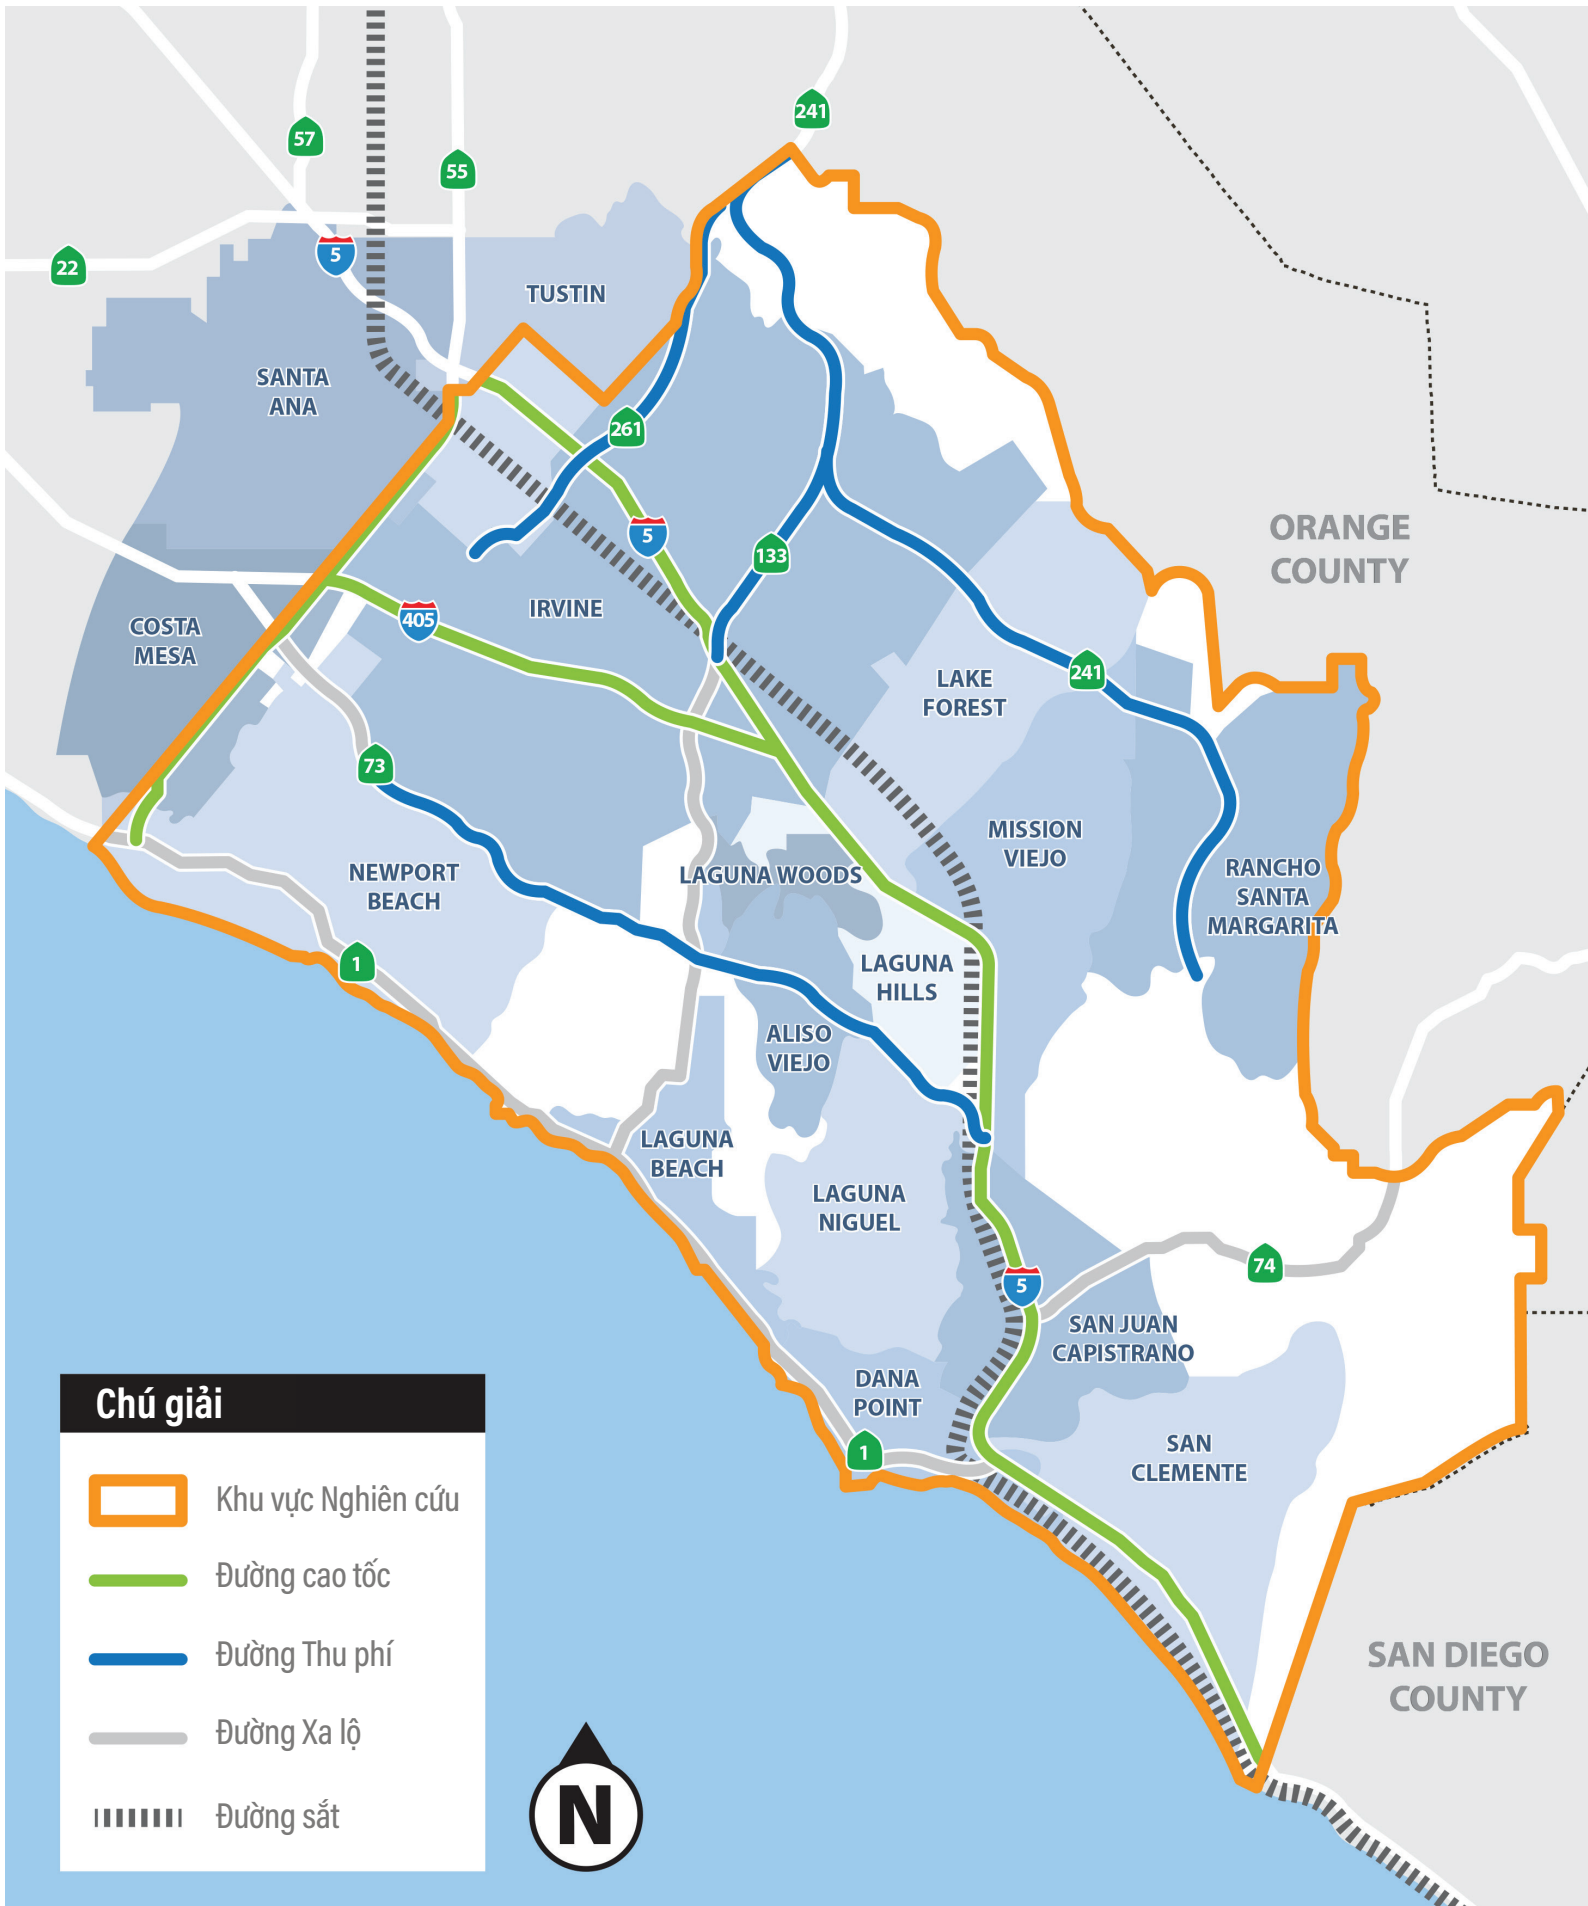 241
57
55
22
5
TUSTIN
SANTA
ANA
261
5
133
ORANGE
COUNTY
IRVINE
405
COSTA
MESA
LAKE
FOREST
241
73
MISSION
VIEJO
NEWPORT
BEACH
LAGUNA WOODS
RANCHO
SANTA
MARGARITA
1
LAGUNA
HILLS
ALISO
VIEJO
LAGUNA
BEACH
LAGUNA
NIGUEL
74
5
SAN JUAN
CAPISTRANO
DANA
POINT
1
SAN
CLEMENTE
SAN DIEGO
COUNTY
Chú giải
Khu vực Nghiên cứu
Đường cao tốc
Đường Thu phí
Đường Xa lộ
Đường sắt
N